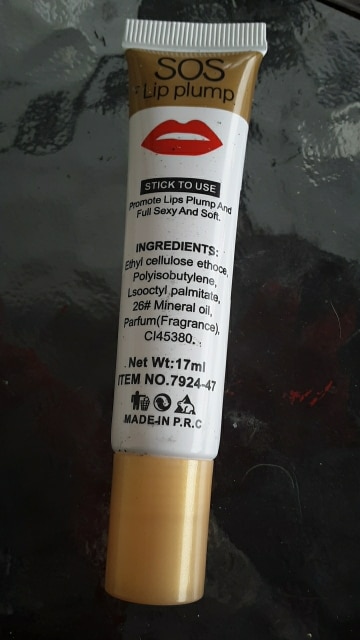 SOS
Lip plump
STICK TO USE
Promote Lips Plump And
Full Sexy And Soft.
INGREDIENTS:
Ethyl cellulose ethoce,
Polyisobutylene,
Lsooctyl palmitate,
26# Mineral oil,
Parfum(Fragrance),
CI45380.
Net Wt:17ml
ITEM NO.7924-47
MADE-IN P.R.C